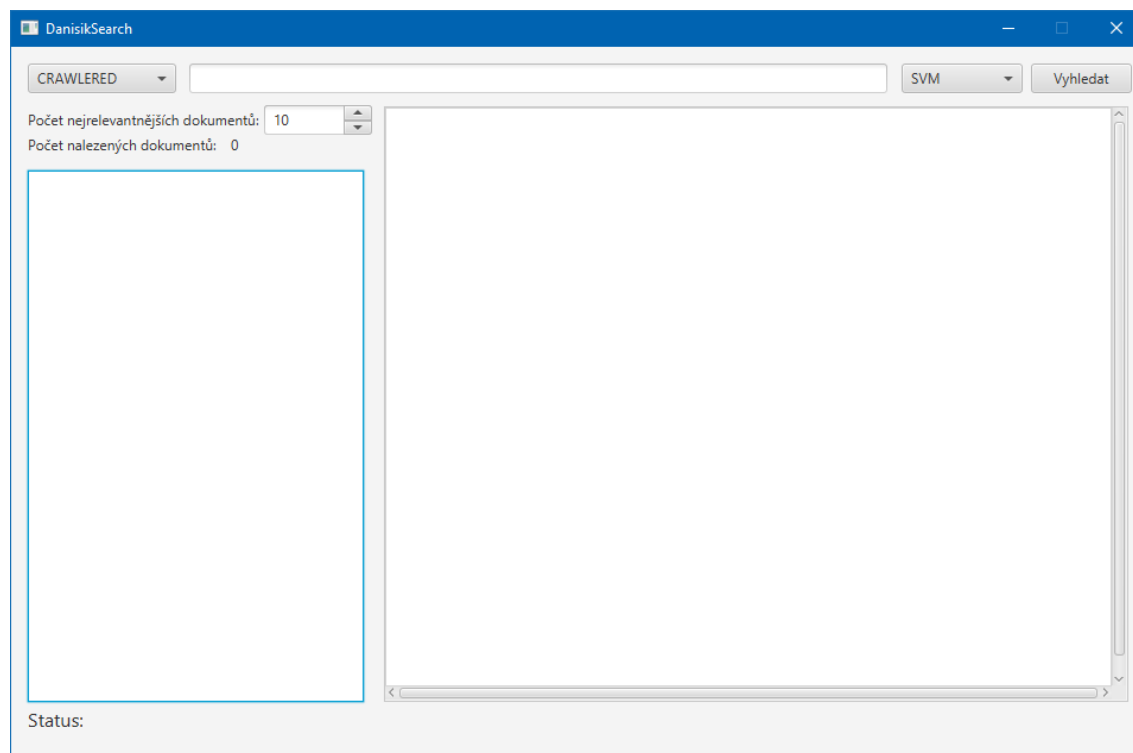 DanisikSearch
CRAWLERED SVM Vyhledat
Počet nejrelevantnějších dokumentů: 10
Počet nalezených dokumentů: 0
Status: